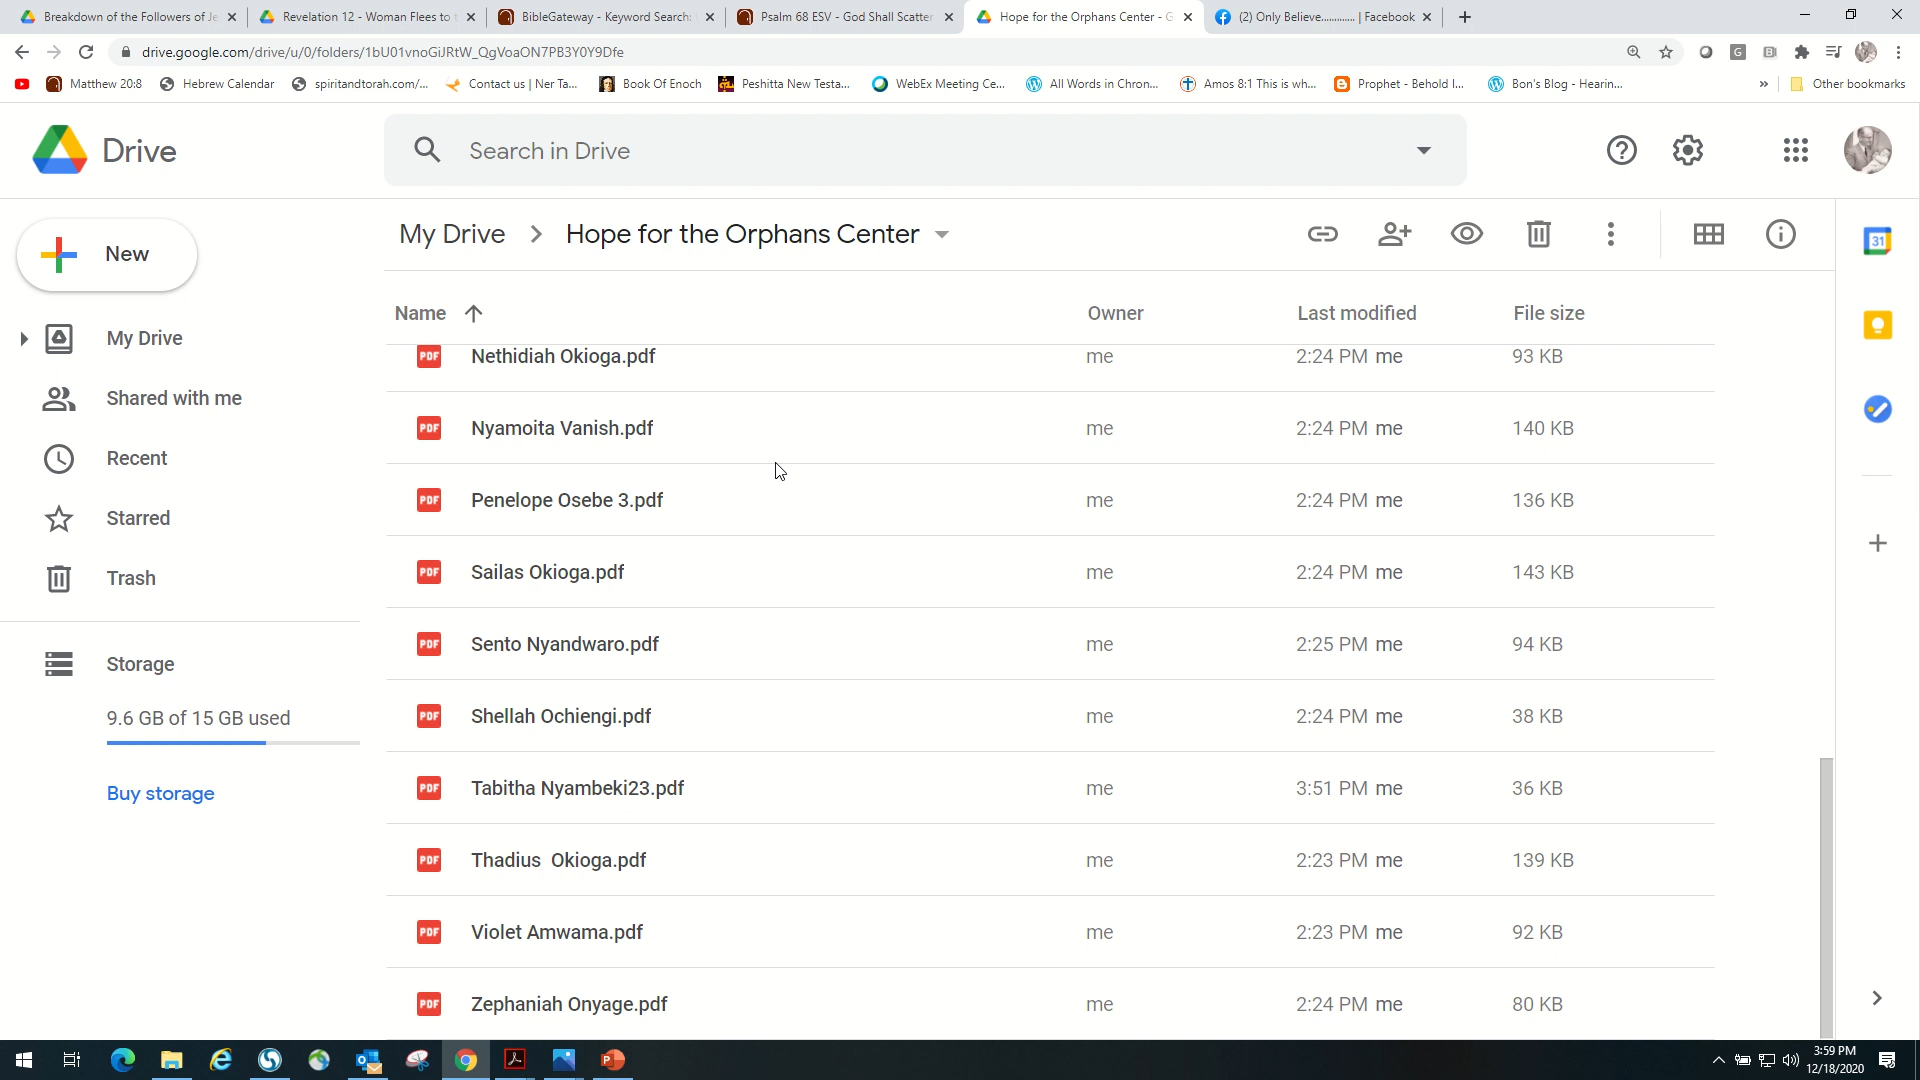 Breakdown of the Followers of Je
Revelation 12 - Woman Flees to t
BibleGateway - Keyword Search:
Psalm 68 ESV - God Shall Scatter
Hope for the Orphans Center - G
(2) Only Believe............. | Facebook
drive.google.com/drive/u/0/folders/1bU01vnoGiJRtW_QgVoaON7PB3Y0Y9Dfe
Matthew 20:8
Hebrew Calendar
spiritandtorah.com/...
Contact us | Ner Ta...
Book Of Enoch
Peshitta New Testa...
WebEx Meeting Ce...
All Words in Chron...
Amos 8:1 This is wh...
Prophet - Behold I...
Bon's Blog - Hearin...
»
Other bookmarks
Drive
Search in Drive
New
My Drive > Hope for the Orphans Center
My Drive
Shared with me
Recent
Starred
Trash
Storage
9.6 GB of 15 GB used
Buy storage
Name Owner Last modified File size
PDF Nethidiah Okioga.pdf me 2:24 PM me 93 KB
PDF Nyamoita Vanish.pdf me 2:24 PM me 140 KB
PDF Penelope Osebe 3.pdf me 2:24 PM me 136 KB
PDF Sailas Okioga.pdf me 2:24 PM me 143 KB
PDF Sento Nyandwaro.pdf me 2:25 PM me 94 KB
PDF Shellah Ochiengi.pdf me 2:24 PM me 38 KB
PDF Tabitha Nyambeki23.pdf me 3:51 PM me 36 KB
PDF Thadius  Okioga.pdf me 2:23 PM me 139 KB
PDF Violet Amwama.pdf me 2:23 PM me 92 KB
PDF Zephaniah Onyage.pdf me 2:24 PM me 80 KB
31
3:59 PM
12/18/2020